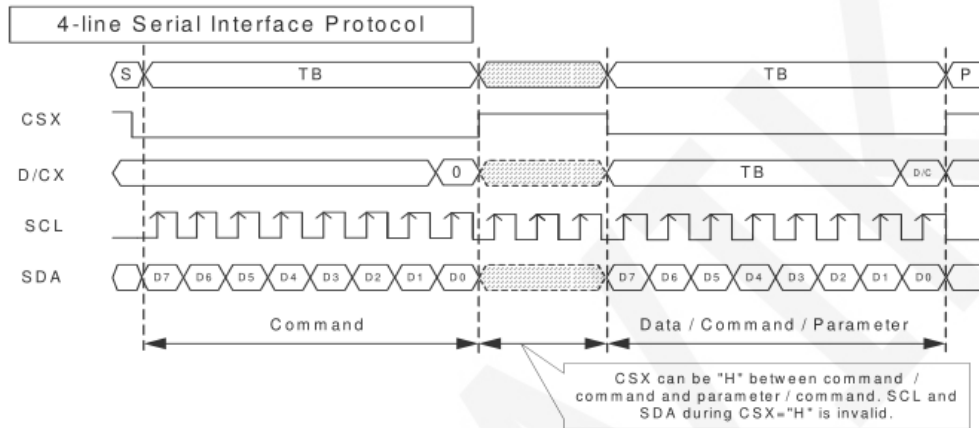 4-line Serial Interface Protocol
S TB TB P
CSX
D/CX 0 TB D/C
SCL
SDA D7 D6 D5 D4 D3 D2 D1 D0 D7 D6 D5 D4 D3 D2 D1 D0
Command Data / Command / Parameter
CSX can be "H" between command /
command and parameter / command. SCL and
SDA during CSX="H" is invalid.